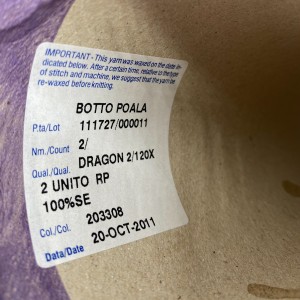 IMPORTANT - This yarn was waxed on the date in-
dicated below. After a certain time, relative to the type
of stitch and machine, we suggest that the yarn be
re-waxed before knitting.
BOTTO POALA
P.ta/Lot 111727/000011
Nm./Count 2/
Qual./Qual. DRAGON 2/120X
2 UNITO RP
100%SE
Col./Col. 203308
Data/Date 20-OCT-2011